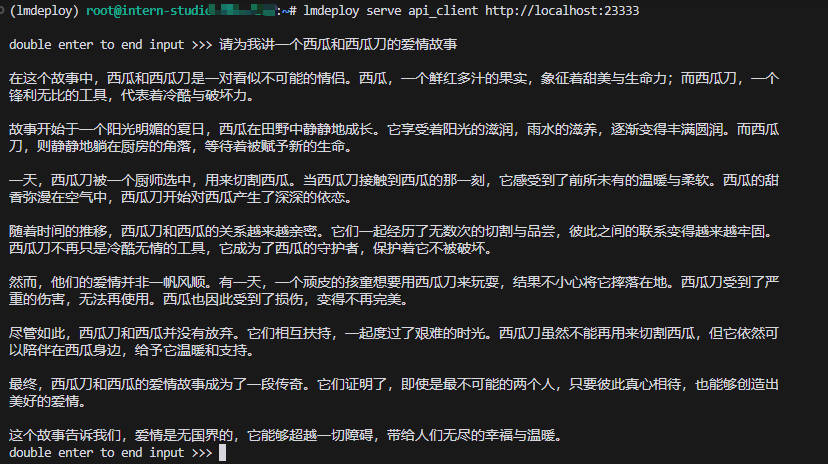 (lmdeploy) root@intern-studio :~# lmdeploy serve api_client http://localhost:23333
double enter to end input >>> 请为我讲一个西瓜和西瓜刀的爱情故事
在这个故事中，西瓜和西瓜刀是一对看似不可能的情侣。西瓜，一个鲜红多汁的果实，象征着甜美与生命力；而西瓜刀，一个
锋利无比的工具，代表着冷酷与破坏力。
故事开始于一个阳光明媚的夏日，西瓜在田野中静静地成长。它享受着阳光的滋润，雨水的滋养，逐渐变得丰满圆润。而西瓜
刀，则静静地躺在厨房的角落，等待着被赋予新的生命。
一天，西瓜刀被一个厨师选中，用来切割西瓜。当西瓜刀接触到西瓜的那一刻，它感受到了前所未有的温暖与柔软。西瓜的甜
香弥漫在空气中，西瓜刀开始对西瓜产生了深深的依恋。
随着时间的推移，西瓜刀和西瓜的关系越来越亲密。它们一起经历了无数次的切割与品尝，彼此之间的联系变得越来越牢固。
西瓜刀不再只是冷酷无情的工具，它成为了西瓜的守护者，保护着它不被破坏。
然而，他们的爱情并非一帆风顺。有一天，一个顽皮的孩童想要用西瓜刀来玩耍，结果不小心将它摔落在地。西瓜刀受到了严
重的伤害，无法再使用。西瓜也因此受到了损伤，变得不再完美。
尽管如此，西瓜刀和西瓜并没有放弃。它们相互扶持，一起度过了艰难的时光。西瓜刀虽然不能再用来切割西瓜，但它依然可
以陪伴在西瓜身边，给予它温暖和支持。
最终，西瓜刀和西瓜的爱情故事成为了一段传奇。它们证明了，即使是最不可能的两个人，只要彼此真心相待，也能够创造出
美好的爱情。
这个故事告诉我们，爱情是无国界的，它能够超越一切障碍，带给人们无尽的幸福与温暖。
double enter to end input >>>